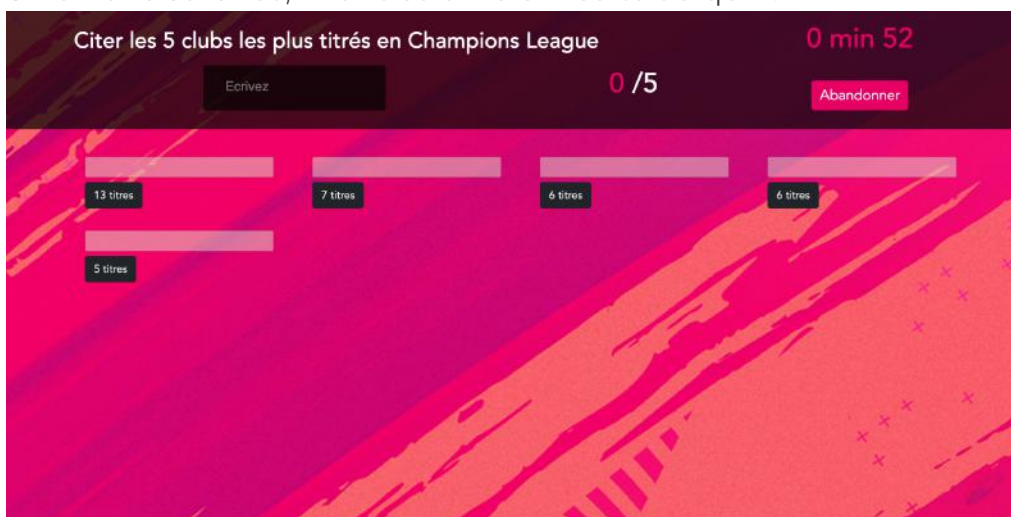 Citer les 5 clubs les plus titrés en Champions League
0 min 52
Ecrivez
0 /5
Abandonner
13 titres
7 titres
6 titres
6 titres
5 titres